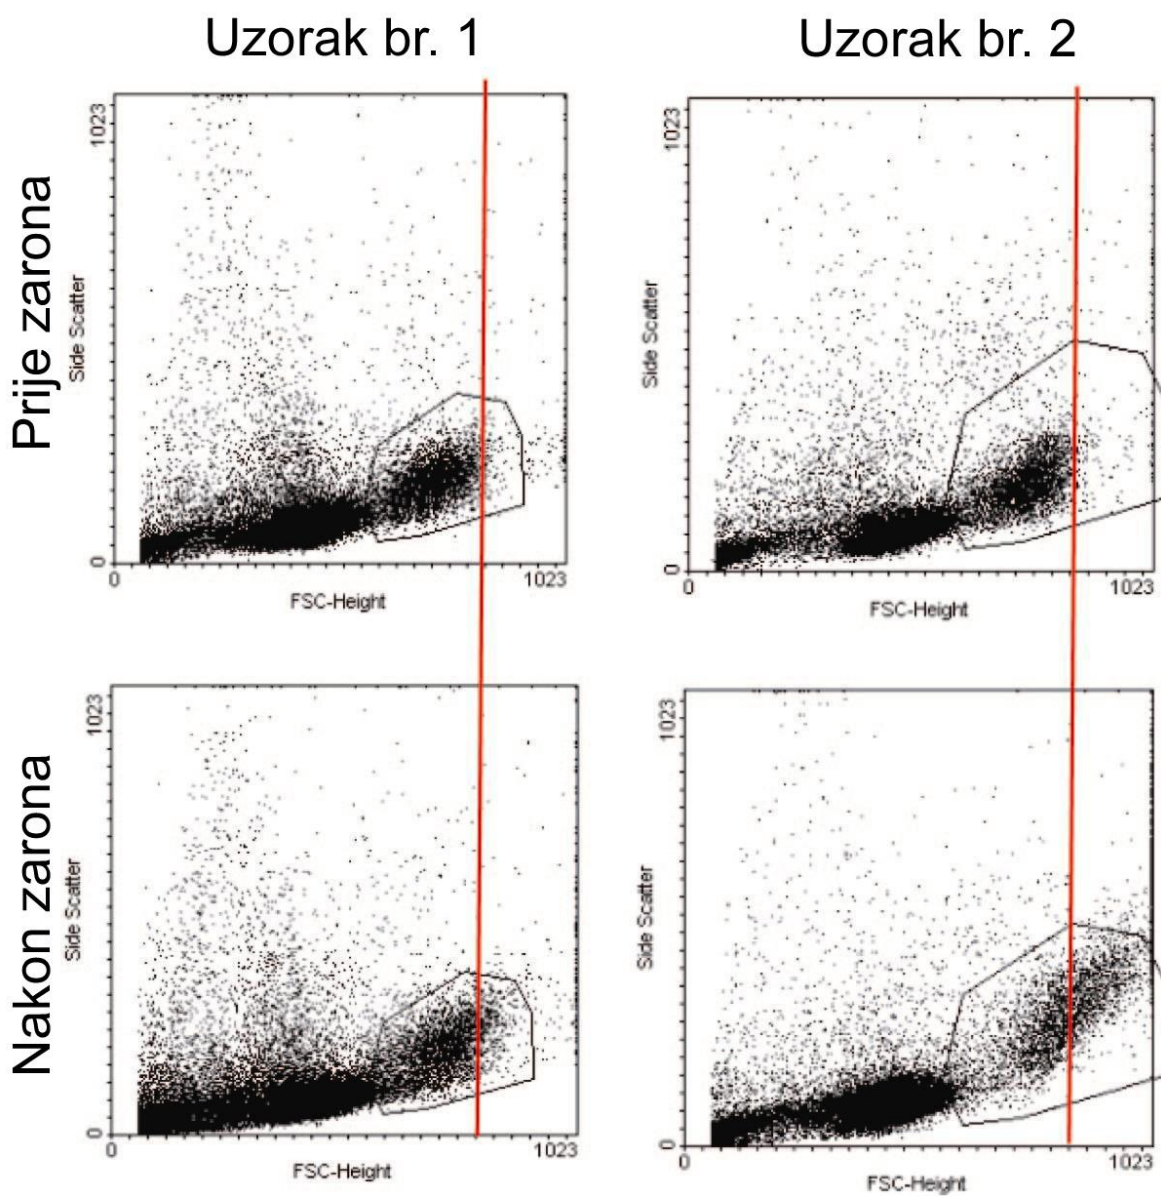 Uzorak br. 1
Uzorak br. 2
Prije zarona
1023
Side Scatter
0
0
1023
FSC-Height
1023
Side Scatter
0
0
1023
FSC-Height
Nakon zarona
1023
Side Scatter
0
0
1023
FSC-Height
1023
Side Scatter
0
0
1023
FSC-Height